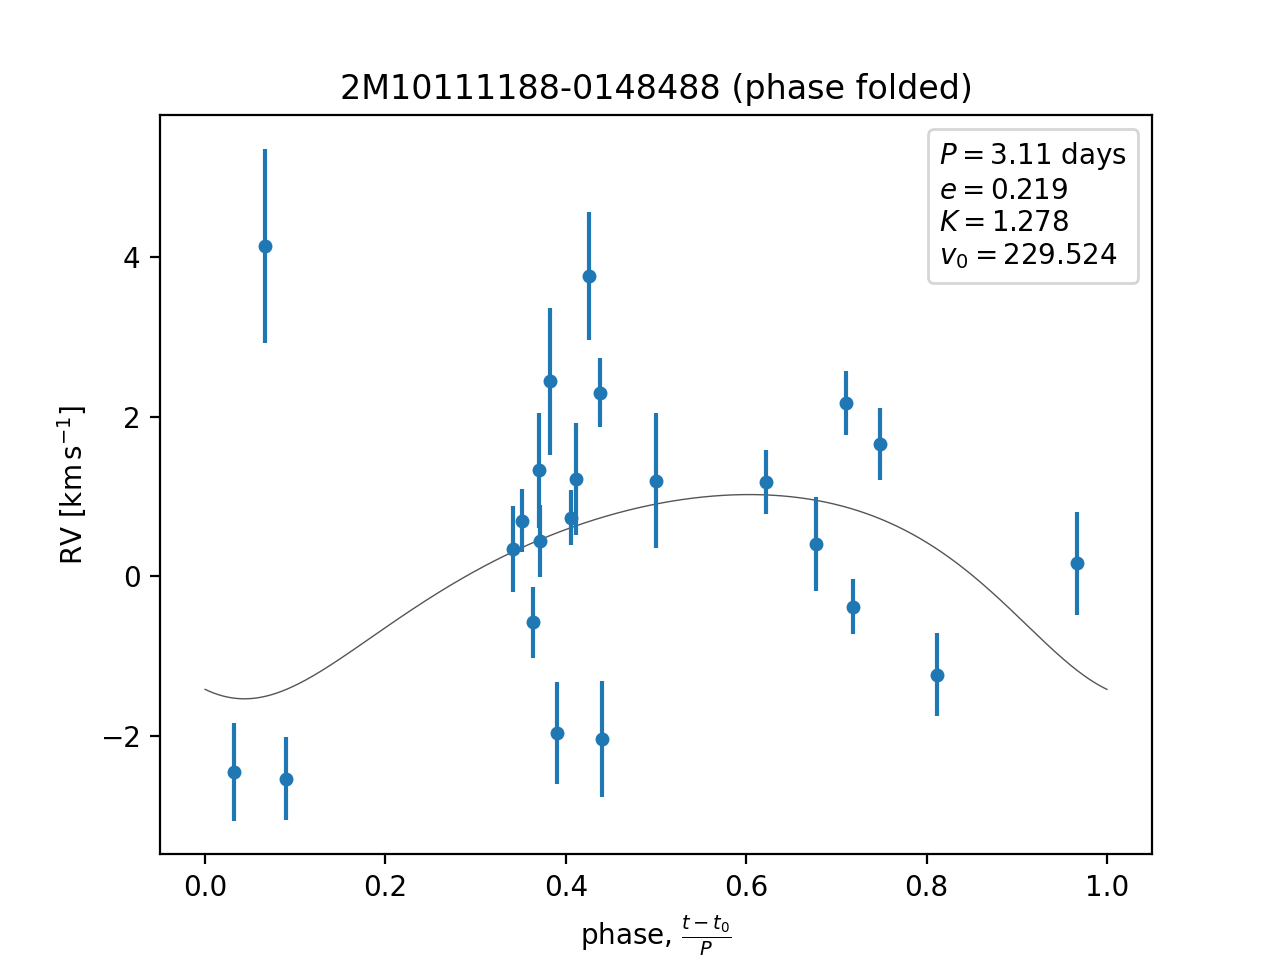 2M10111188-0148488 (phase folded)
P = 3.11 days
e = 0.219
K = 1.278
v₀ = 229.524
RV [km s⁻¹]
4
2
0
−2
0.0 0.2 0.4 0.6 0.8 1.0
phase, (t − t₀)/P